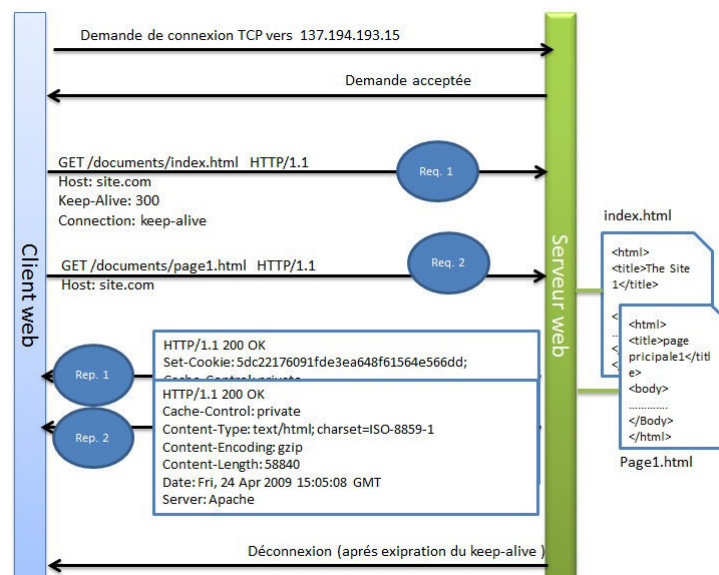 Demande de connexion TCP vers 137.194.193.15
Demande acceptée
GET /documents/index.html HTTP/1.1
Host: site.com
Keep-Alive: 300
Connection: keep-alive
Req. 1
GET /documents/page1.html HTTP/1.1
Host: site.com
Req. 2
Client web
Serveur web
index.html
<html>
<title>The Site
1</title>
<html>
<title>page
pricipale1</titl
e>
<body>
.............
</Body>
</html>
Page1.html
Rep. 1
HTTP/1.1 200 OK
Set-Cookie: 5dc22176091fde3ea648f61564e566dd;
Cache-Control: private
Rep. 2
HTTP/1.1 200 OK
Cache-Control: private
Content-Type: text/html; charset=ISO-8859-1
Content-Encoding: gzip
Content-Length: 58840
Date: Fri, 24 Apr 2009 15:05:08 GMT
Server: Apache
Déconnexion (aprés exipration du keep-alive )